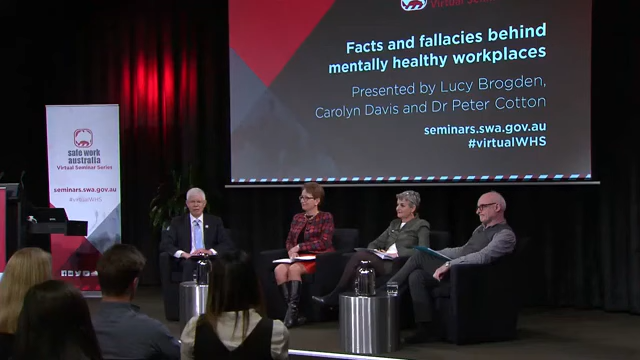 Virtual Seminar Series
Facts and fallacies behind
mentally healthy workplaces
Presented by Lucy Brogden,
Carolyn Davis and Dr Peter Cotton
seminars.swa.gov.au
#virtualWHS
safe work
australia
Virtual Seminar Series
seminars.swa.gov.au
#virtualWHS